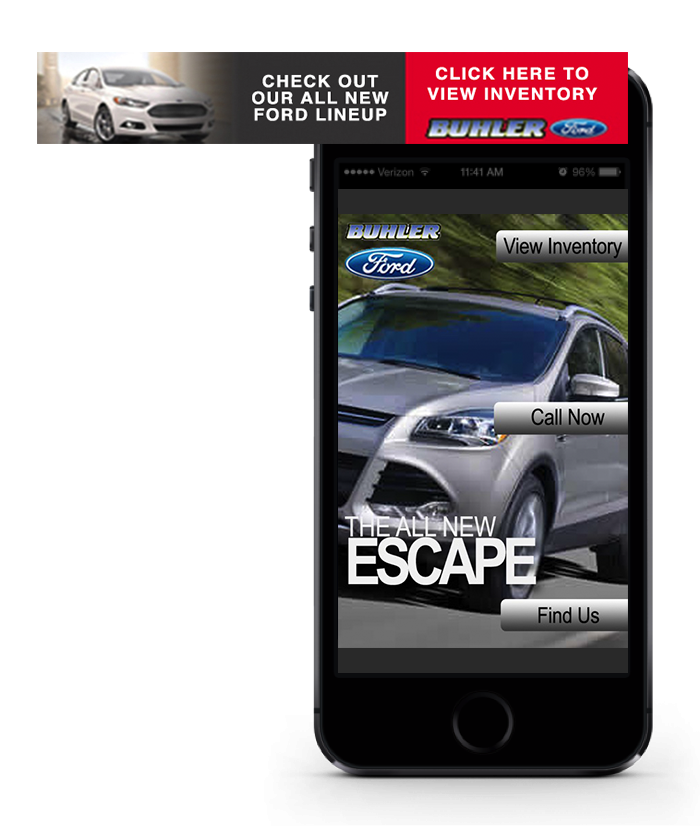 CHECK OUT
OUR ALL NEW
FORD LINEUP
CLICK HERE TO
VIEW INVENTORY
BUHLER Ford
Verizon 11:41 AM 96%
BUHLER
Ford
View Inventory
Call Now
THE ALL NEW
ESCAPE
Find Us